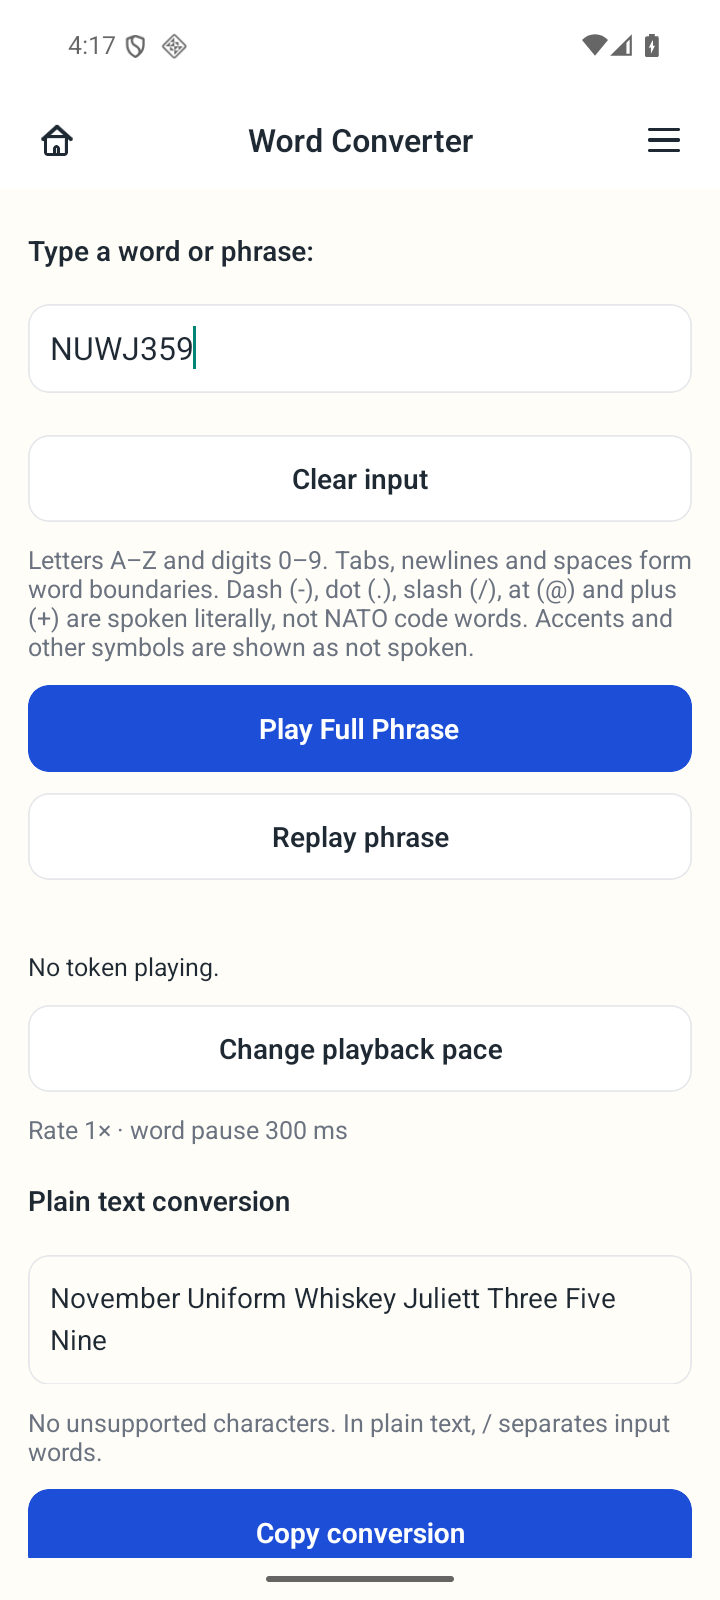 4:17
Word Converter
Type a word or phrase:
NUWJ359
Clear input
Letters A–Z and digits 0–9. Tabs, newlines and spaces form
word boundaries. Dash (-), dot (.), slash (/), at (@) and plus
(+) are spoken literally, not NATO code words. Accents and
other symbols are shown as not spoken.
Play Full Phrase
Replay phrase
No token playing.
Change playback pace
Rate 1× · word pause 300 ms
Plain text conversion
November Uniform Whiskey Juliett Three Five
Nine
No unsupported characters. In plain text, / separates input
words.
Copy conversion